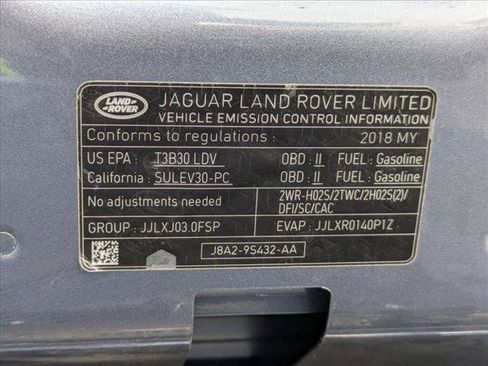 LAND
ROVER
JAGUAR LAND ROVER LIMITED
VEHICLE EMISSION CONTROL INFORMATION
Conforms to regulations : 2018 MY
US EPA : T3B30 LDV OBD : II FUEL: Gasoline
California : SULEV30-PC OBD : II FUEL: Gasoline
No adjustments needed
2WR-HO2S/2TWC/2HO2S(2)/
DFI/SC/CAC
GROUP : JJLXJ03.0FSP EVAP : JJLXR0140P1Z
J8A2-9S432-AA